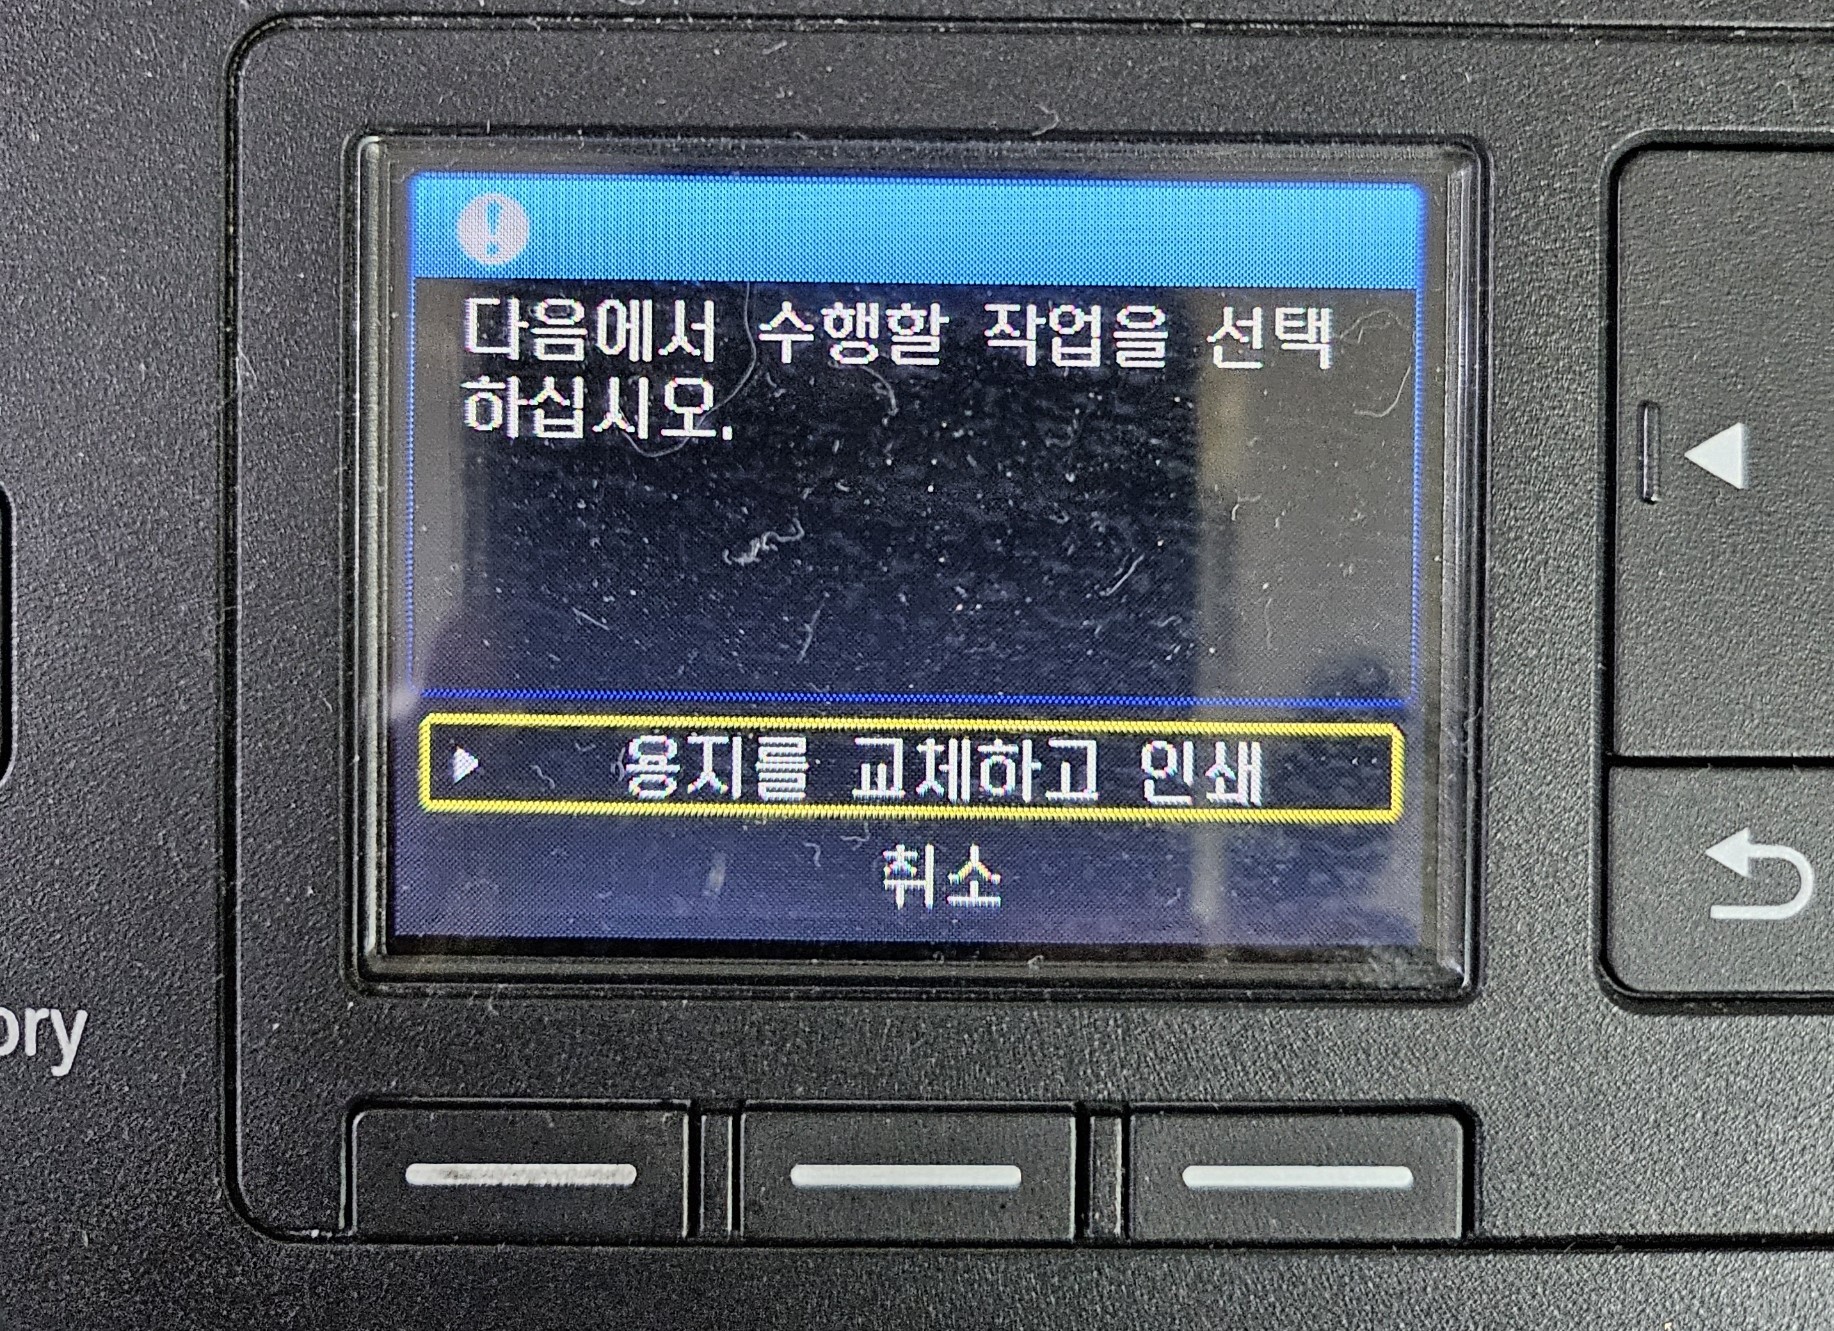 다음에서 수행할 작업을 선택
하십시오.
용지를 교체하고 인쇄
취소
ory